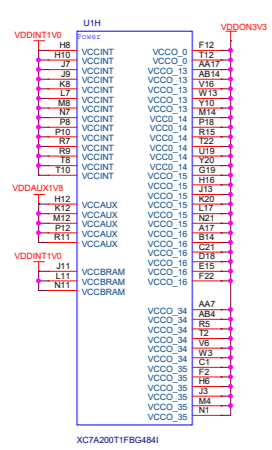 U1H
VDDINT1V0
VDDON3V3
Power
H8 VCCINT
H10 VCCINT
J7 VCCINT
J9 VCCINT
K8 VCCINT
L7 VCCINT
M8 VCCINT
N7 VCCINT
P8 VCCINT
P10 VCCINT
R7 VCCINT
R9 VCCINT
T8 VCCINT
T10 VCCINT
VDDAUX1V8
H12 VCCAUX
K12 VCCAUX
M12 VCCAUX
P12 VCCAUX
R11 VCCAUX
VDDINT1V0
J11 VCCBRAM
L11 VCCBRAM
N11 VCCBRAM
VCCO_0 F12
VCCO_0 T12
VCCO_13 AA17
VCCO_13 AB14
VCCO_13 V16
VCCO_13 W13
VCCO_13 Y10
VCCO_14 M14
VCCO_14 P18
VCCO_14 R15
VCCO_14 T22
VCCO_14 U19
VCCO_14 Y20
VCCO_15 G19
VCCO_15 H16
VCCO_15 J13
VCCO_15 K20
VCCO_15 L17
VCCO_15 N21
VCCO_16 A17
VCCO_16 B14
VCCO_16 C21
VCCO_16 D18
VCCO_16 E15
VCCO_16 F22
VCCO_34 AA7
VCCO_34 AB4
VCCO_34 R5
VCCO_34 T2
VCCO_34 V6
VCCO_34 W3
VCCO_35 C1
VCCO_35 F2
VCCO_35 H6
VCCO_35 J3
VCCO_35 M4
VCCO_35 N1
XC7A200T1FBG484I